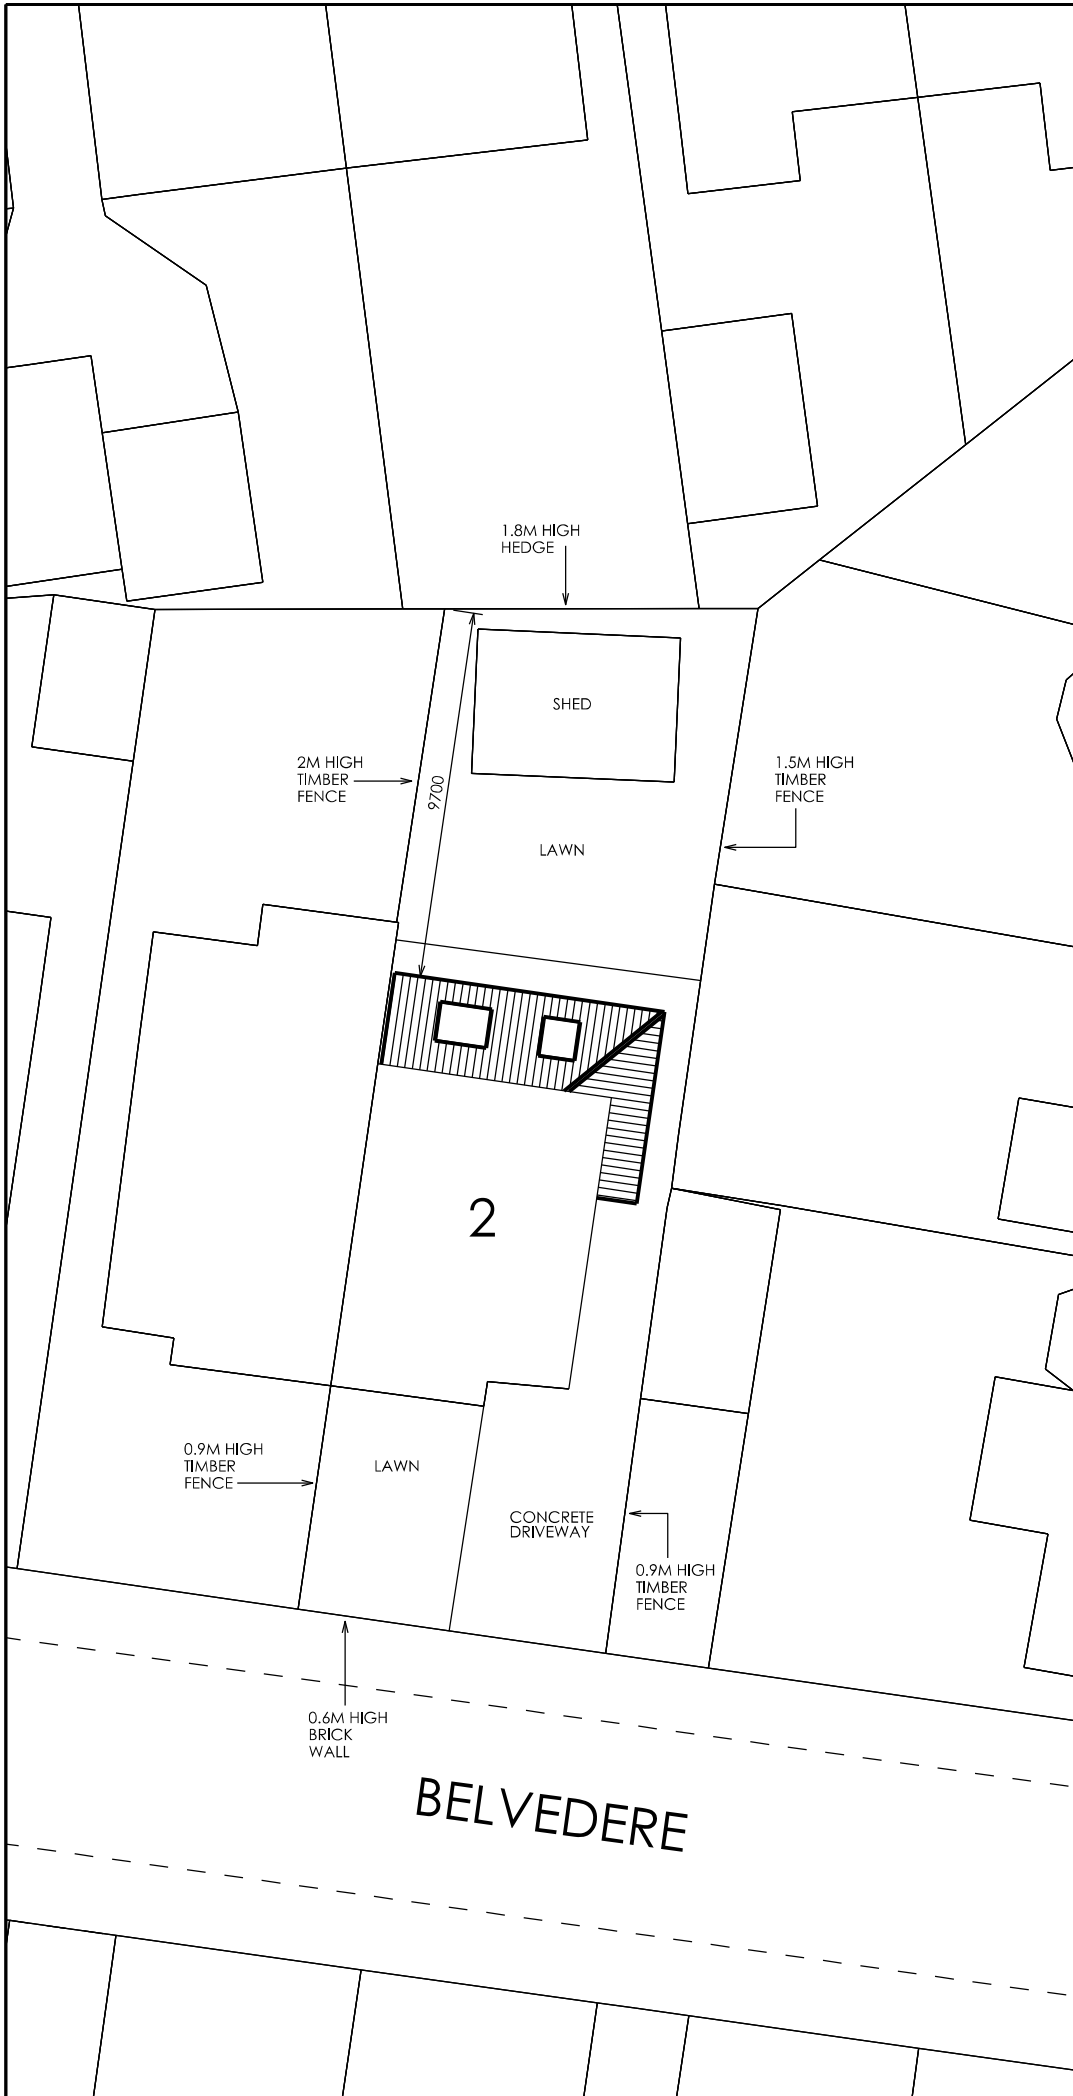 1.8M HIGH
HEDGE
SHED
2M HIGH
TIMBER
FENCE
9700
1.5M HIGH
TIMBER
FENCE
LAWN
2
0.9M HIGH
TIMBER
FENCE
LAWN
CONCRETE
DRIVEWAY
0.9M HIGH
TIMBER
FENCE
0.6M HIGH
BRICK
WALL
BELVEDERE